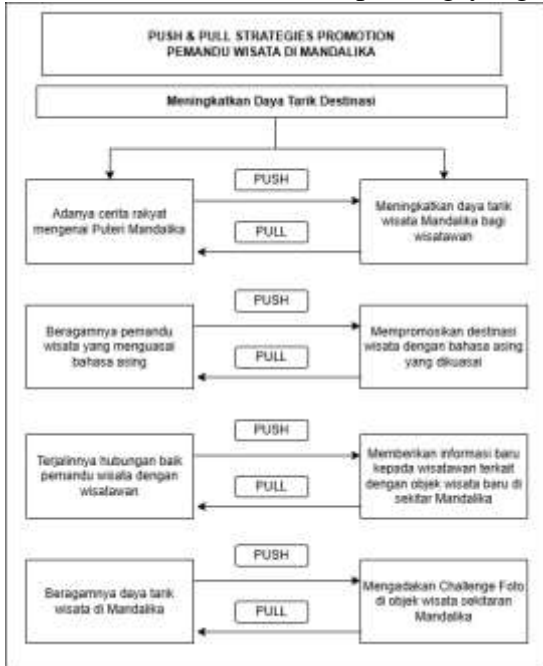 PUSH & PULL STRATEGIES PROMOTION
PEMANDU WISATA DI MANDALIKA
Meningkatkan Daya Tarik Destinasi
PUSH
Adanya cerita rakyat
mengenai Puteri Mandalika
Meningkatkan daya tarik
wisata Mandalika bagi
wisatawan
PULL
PUSH
Beragamnya pemandu
wisata yang menguasai
bahasa asing
Mempromosikan destinasi
wisata dengan bahasa asing
yang dikuasai
PULL
PUSH
Terjalinnya hubungan baik
pemandu wisata dengan
wisatawan
Memberikan informasi baru
kepada wisatawan terkait
dengan objek wisata baru di
sekitar Mandalika
PULL
PUSH
Beragamnya daya tarik
wisata di Mandalika
Mengadakan Challenge Foto
di objek wisata sekitaran
Mandalika
PULL